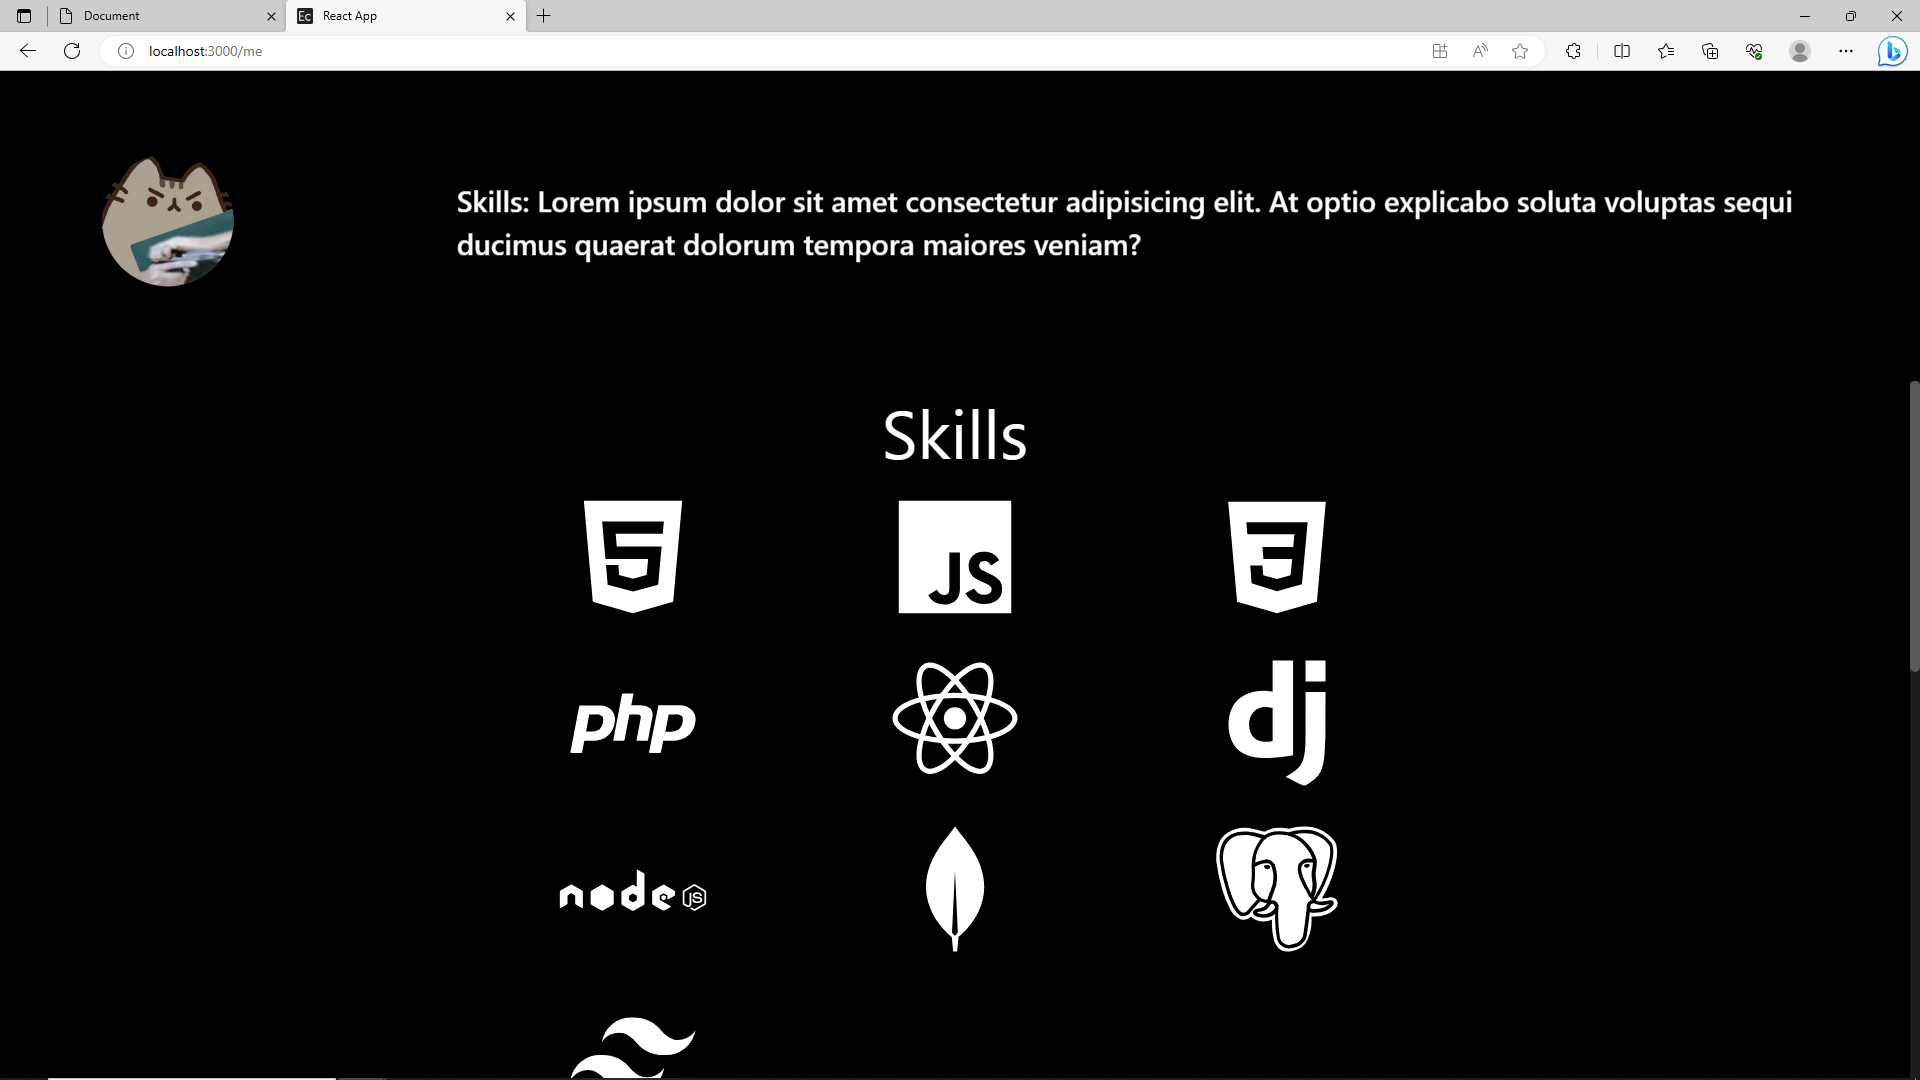 Document
Ec React App
localhost:3000/me
Skills: Lorem ipsum dolor sit amet consectetur adipisicing elit. At optio explicabo soluta voluptas sequi
ducimus quaerat dolorum tempora maiores veniam?
Skills
5 JS 3
php dj
node JS